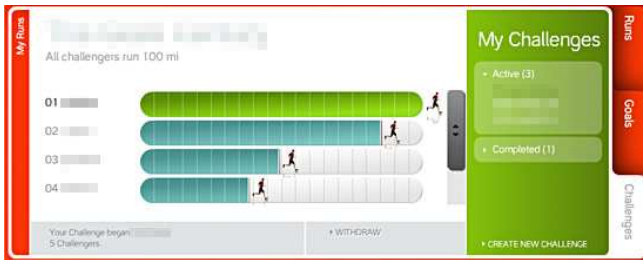 My Runs
All challengers run 100 mi
01
02
03
04
Your Challenge began
5 Challengers
WITHDRAW
My Challenges
Active (3)
Completed (1)
CREATE NEW CHALLENGE
Runs
Goals
Challenges